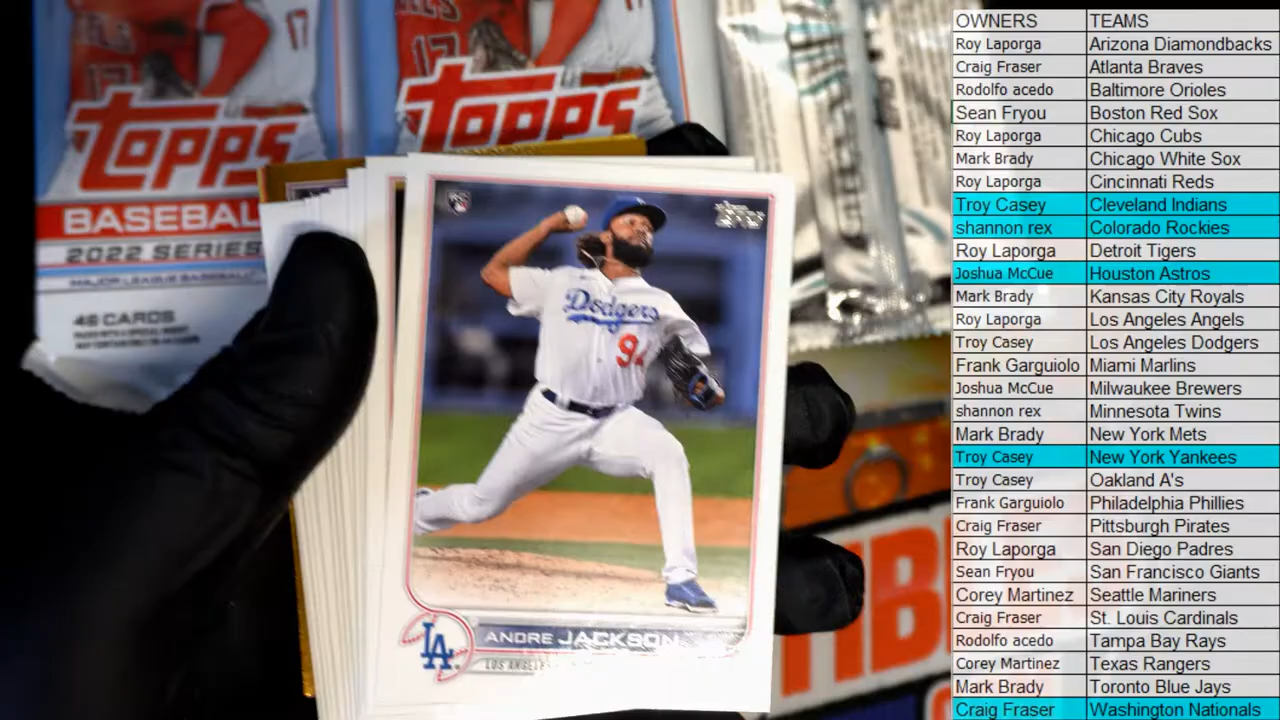 17
17
17
TOPPS
TOPPS
BASEBALL
2022 SERIES
MAJOR LEAGUE BASEBALL
46 CARDS
RC
TOPPS
Dodgers
94
LA
ANDRE JACKSON
LOS ANGELES
OWNERS TEAMS
Roy Laporga Arizona Diamondbacks
Craig Fraser Atlanta Braves
Rodolfo acedo Baltimore Orioles
Sean Fryou Boston Red Sox
Roy Laporga Chicago Cubs
Mark Brady Chicago White Sox
Roy Laporga Cincinnati Reds
Troy Casey Cleveland Indians
shannon rex Colorado Rockies
Roy Laporga Detroit Tigers
Joshua McCue Houston Astros
Mark Brady Kansas City Royals
Roy Laporga Los Angeles Angels
Troy Casey Los Angeles Dodgers
Frank Garguiolo Miami Marlins
Joshua McCue Milwaukee Brewers
shannon rex Minnesota Twins
Mark Brady New York Mets
Troy Casey New York Yankees
Troy Casey Oakland A's
Frank Garguiolo Philadelphia Phillies
Craig Fraser Pittsburgh Pirates
Roy Laporga San Diego Padres
Sean Fryou San Francisco Giants
Corey Martinez Seattle Mariners
Craig Fraser St. Louis Cardinals
Rodolfo acedo Tampa Bay Rays
Corey Martinez Texas Rangers
Mark Brady Toronto Blue Jays
Craig Fraser Washington Nationals